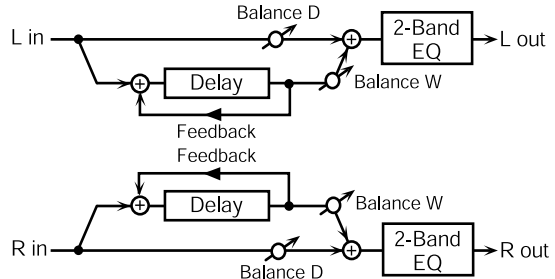 Balance D
L in
2-Band
EQ
L out
Delay
Balance W
Feedback
Feedback
Delay
Balance W
R in
2-Band
EQ
R out
Balance D